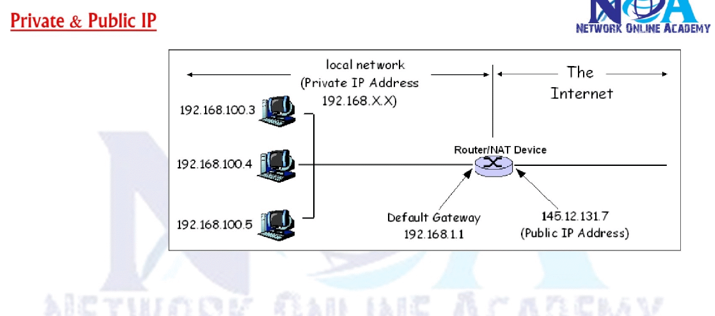 Private & Public IP
NOA
NETWORK ONLINE ACADEMY
local network
(Private IP Address
192.168.X.X)
The
Internet
192.168.100.3
Router/NAT Device
192.168.100.4
192.168.100.5
Default Gateway
192.168.1.1
145.12.131.7
(Public IP Address)
NETWORK ONLINE ACADEMY